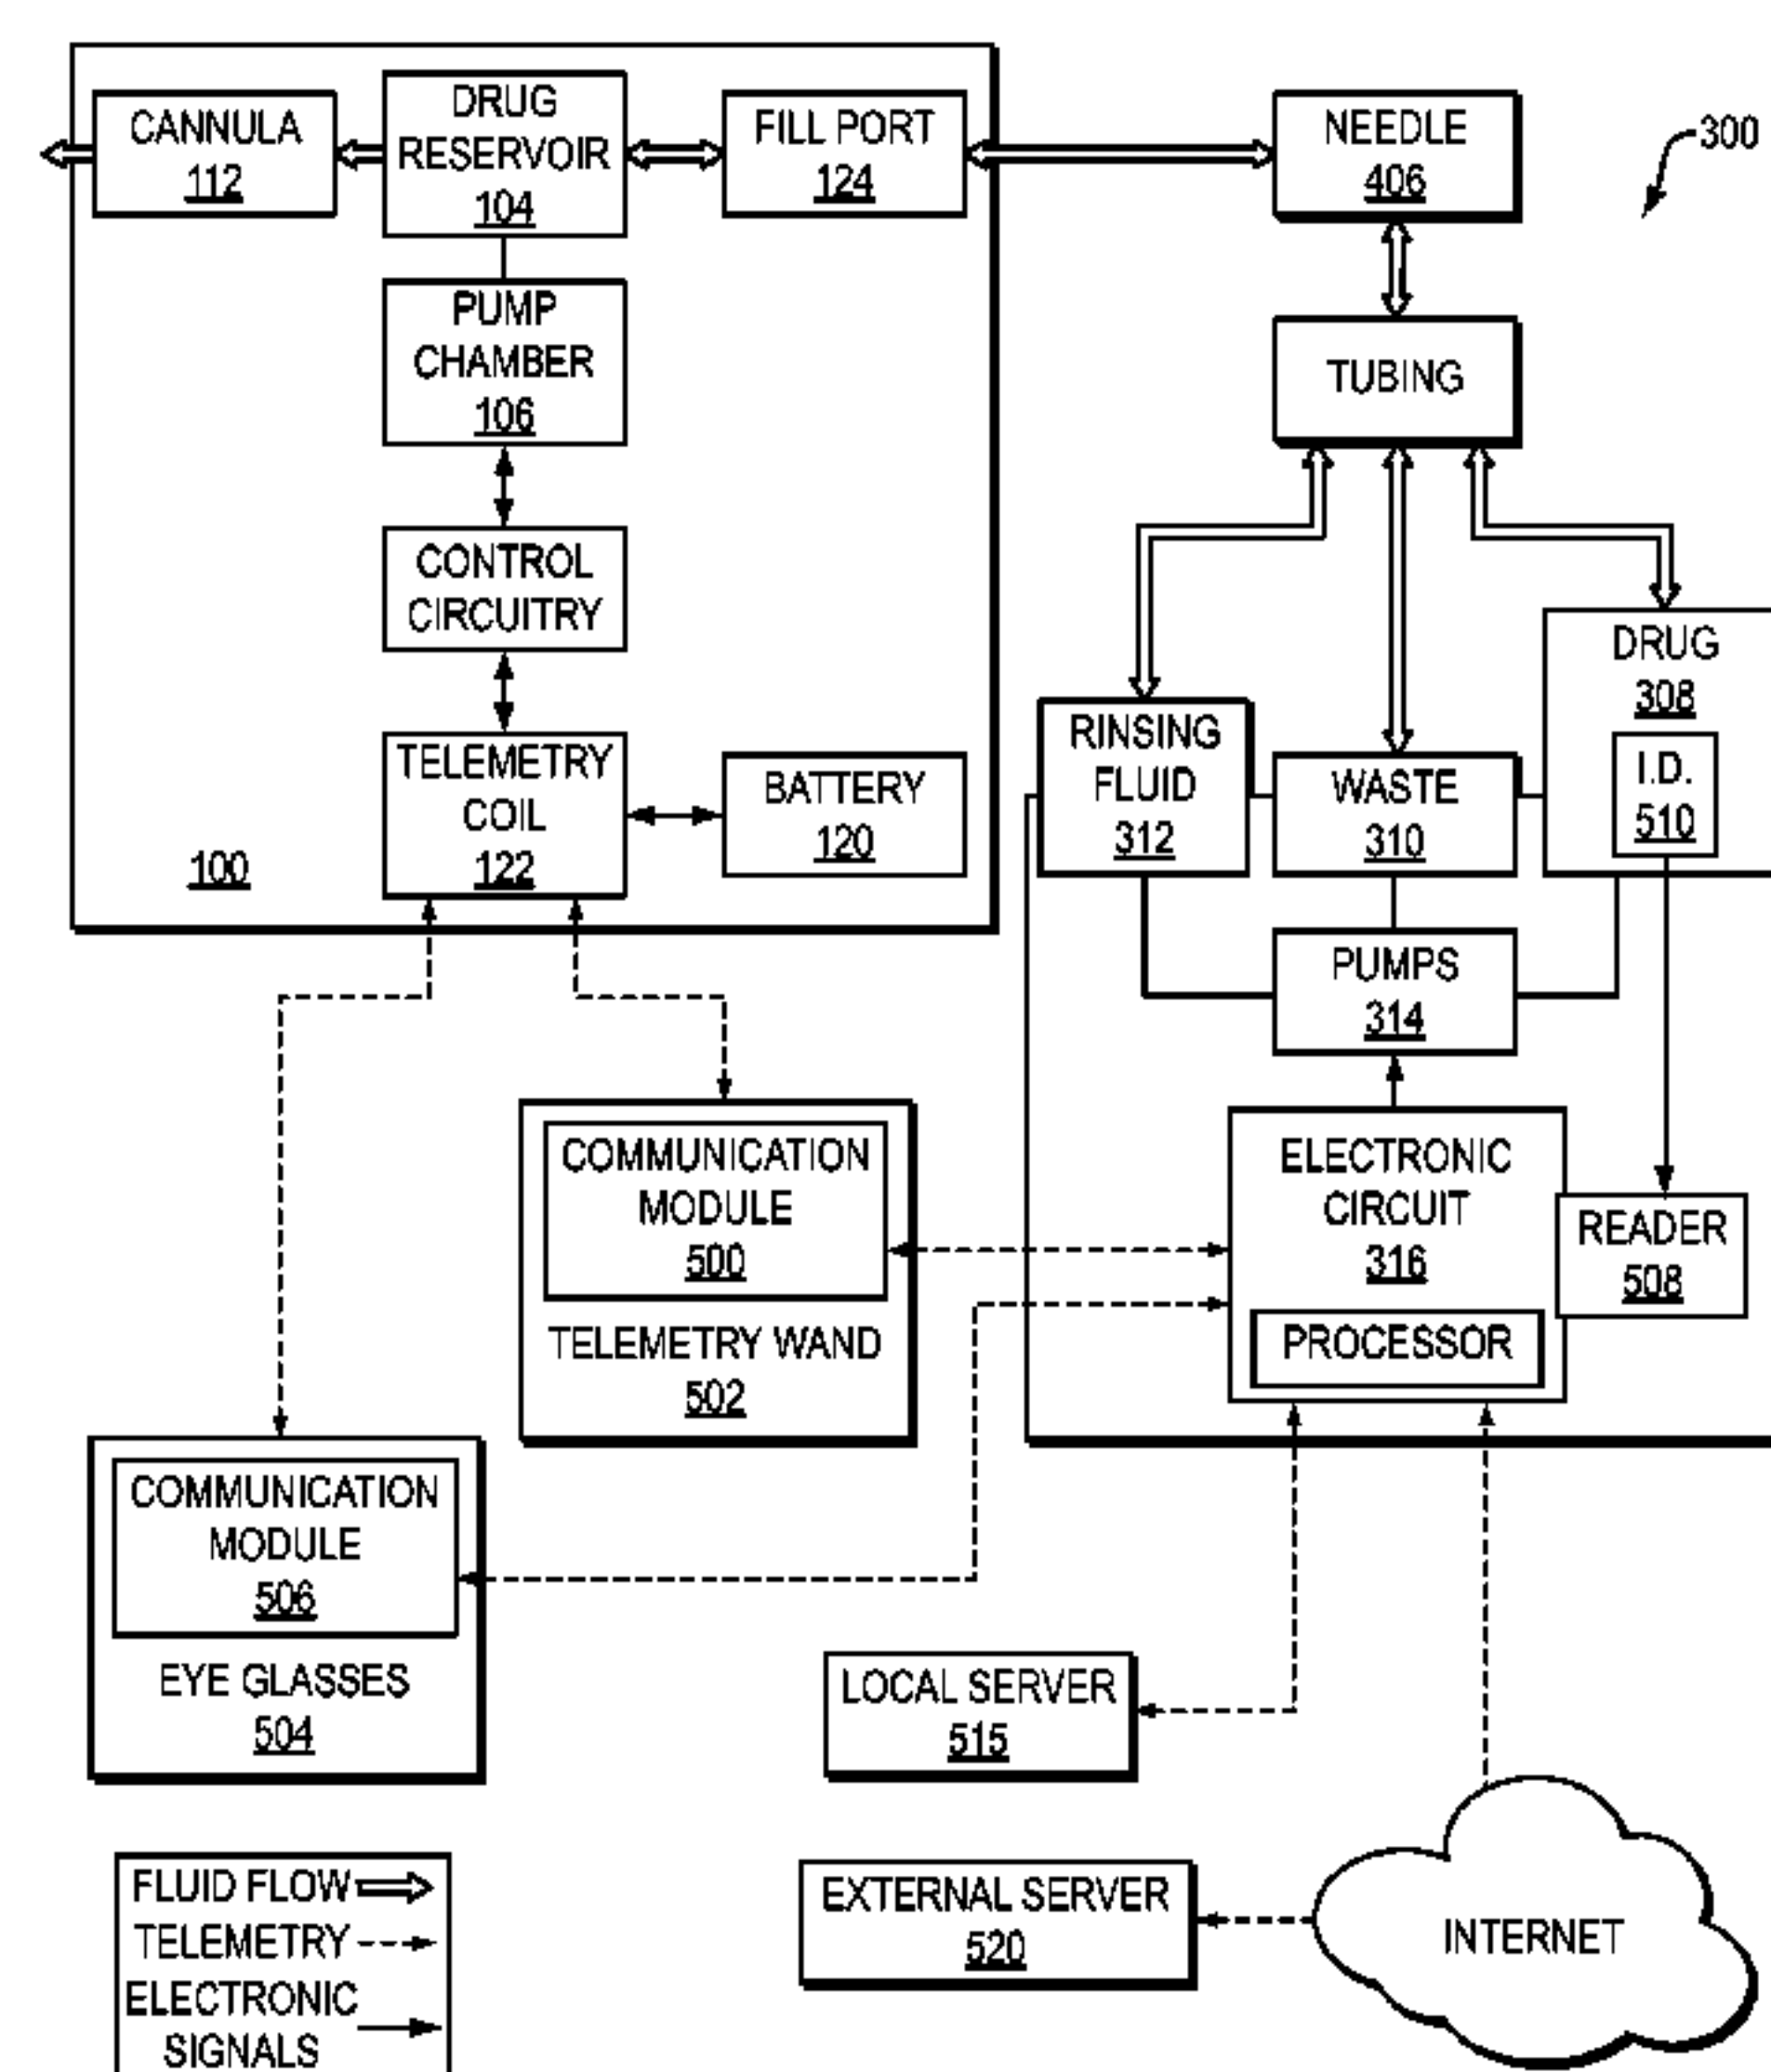 CANNULA
112
DRUG
RESERVOIR
104
FILL PORT
124
NEEDLE
406
300
PUMP
CHAMBER
106
TUBING
CONTROL
CIRCUITRY
TELEMETRY
COIL
122
BATTERY
120
100
RINSING
FLUID
312
WASTE
310
DRUG
308
I.D.
510
PUMPS
314
COMMUNICATION
MODULE
500
TELEMETRY WAND
502
ELECTRONIC
CIRCUIT
316
PROCESSOR
READER
508
COMMUNICATION
MODULE
506
EYE GLASSES
504
LOCAL SERVER
515
EXTERNAL SERVER
520
INTERNET
FLUID FLOW
TELEMETRY
ELECTRONIC
SIGNALS